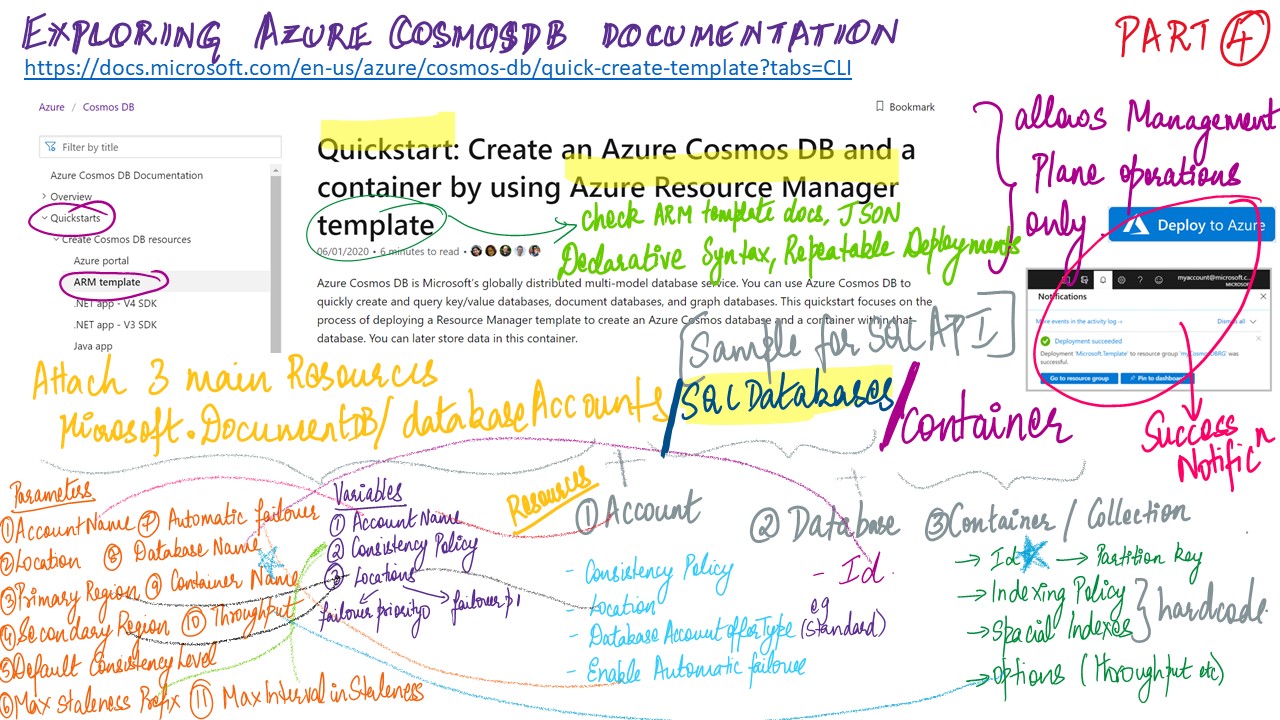 EXPLORING AZURE COSMOSDB DOCUMENTATION
PART 4
https://docs.microsoft.com/en-us/azure/cosmos-db/quick-create-template?tabs=CLI
Azure / Cosmos DB
Bookmark
Filter by title
Azure Cosmos DB Documentation
Overview
Quickstarts
Create Cosmos DB resources
Azure portal
ARM template
.NET app - V4 SDK
.NET app - V3 SDK
Java app
Quickstart: Create an Azure Cosmos DB and a
container by using Azure Resource Manager
template
06/01/2020 • 6 minutes to read •
check ARM template docs, JSON
Declarative Syntax, Repeatable Deployments
Azure Cosmos DB is Microsoft's globally distributed multi-model database service. You can use Azure Cosmos DB to
quickly create and query key/value databases, document databases, and graph databases. This quickstart focuses on the
process of deploying a Resource Manager template to create an Azure Cosmos database and a container within that
database. You can later store data in this container.
allows Management
Plane operations
only
Deploy to Azure
myaccount@microsoft.c...
MICROSOFT
Notifications
More events in the activity log →
Dismiss all
Deployment succeeded
Deployment 'Microsoft.Template' to resource group 'myCosmosDBRG' was
successful.
Go to resource group
Pin to dashboard
Success
Notificⁿ
[Sample for SQL API]
Attach 3 main Resources
Microsoft.DocumentDB/databaseAccounts/SQLDatabases/Container
Parameters
① AccountName ⑦ Automatic failover
② Location ⑧ Database Name
③ Primary Region ⑨ Container Name
④ Secondary Region ⑩ Throughput
⑤ Default Consistency Level
⑥ Max Staleness Prefix ⑪ Max Interval in Staleness
Variables
① Account Name
② Consistency Policy
③ Locations
failover priority0 failover p1
Resources
① Account
- Consistency Policy
- Location
- Database Account offerType (eg Standard)
- Enable Automatic failover
+
② Database
- Id
+
③ Container / Collection
→ Id → Partition key
→ Indexing Policy
→ Spacial Indexes
} hardcode
→ options (throughput etc)